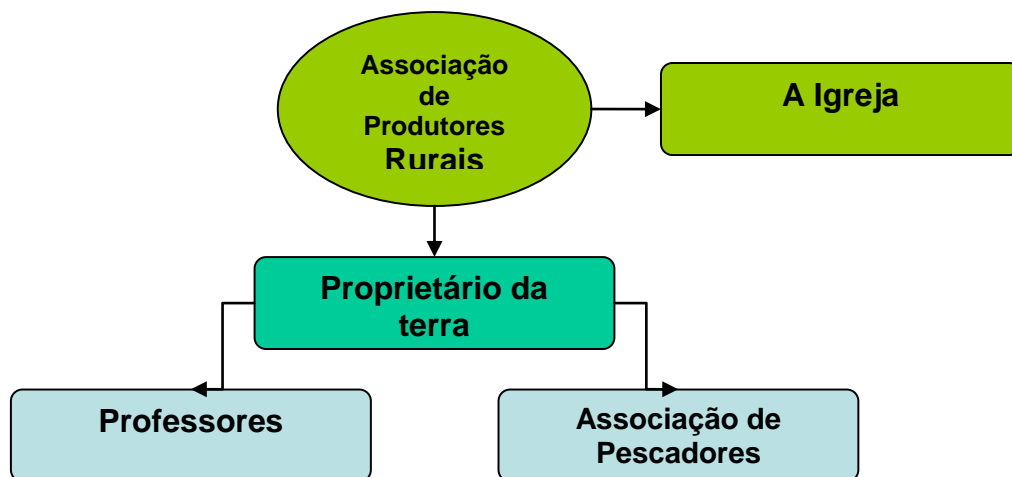 Associação
de
Produtores
Rurais
A Igreja
Proprietário da
terra
Professores
Associação de
Pescadores